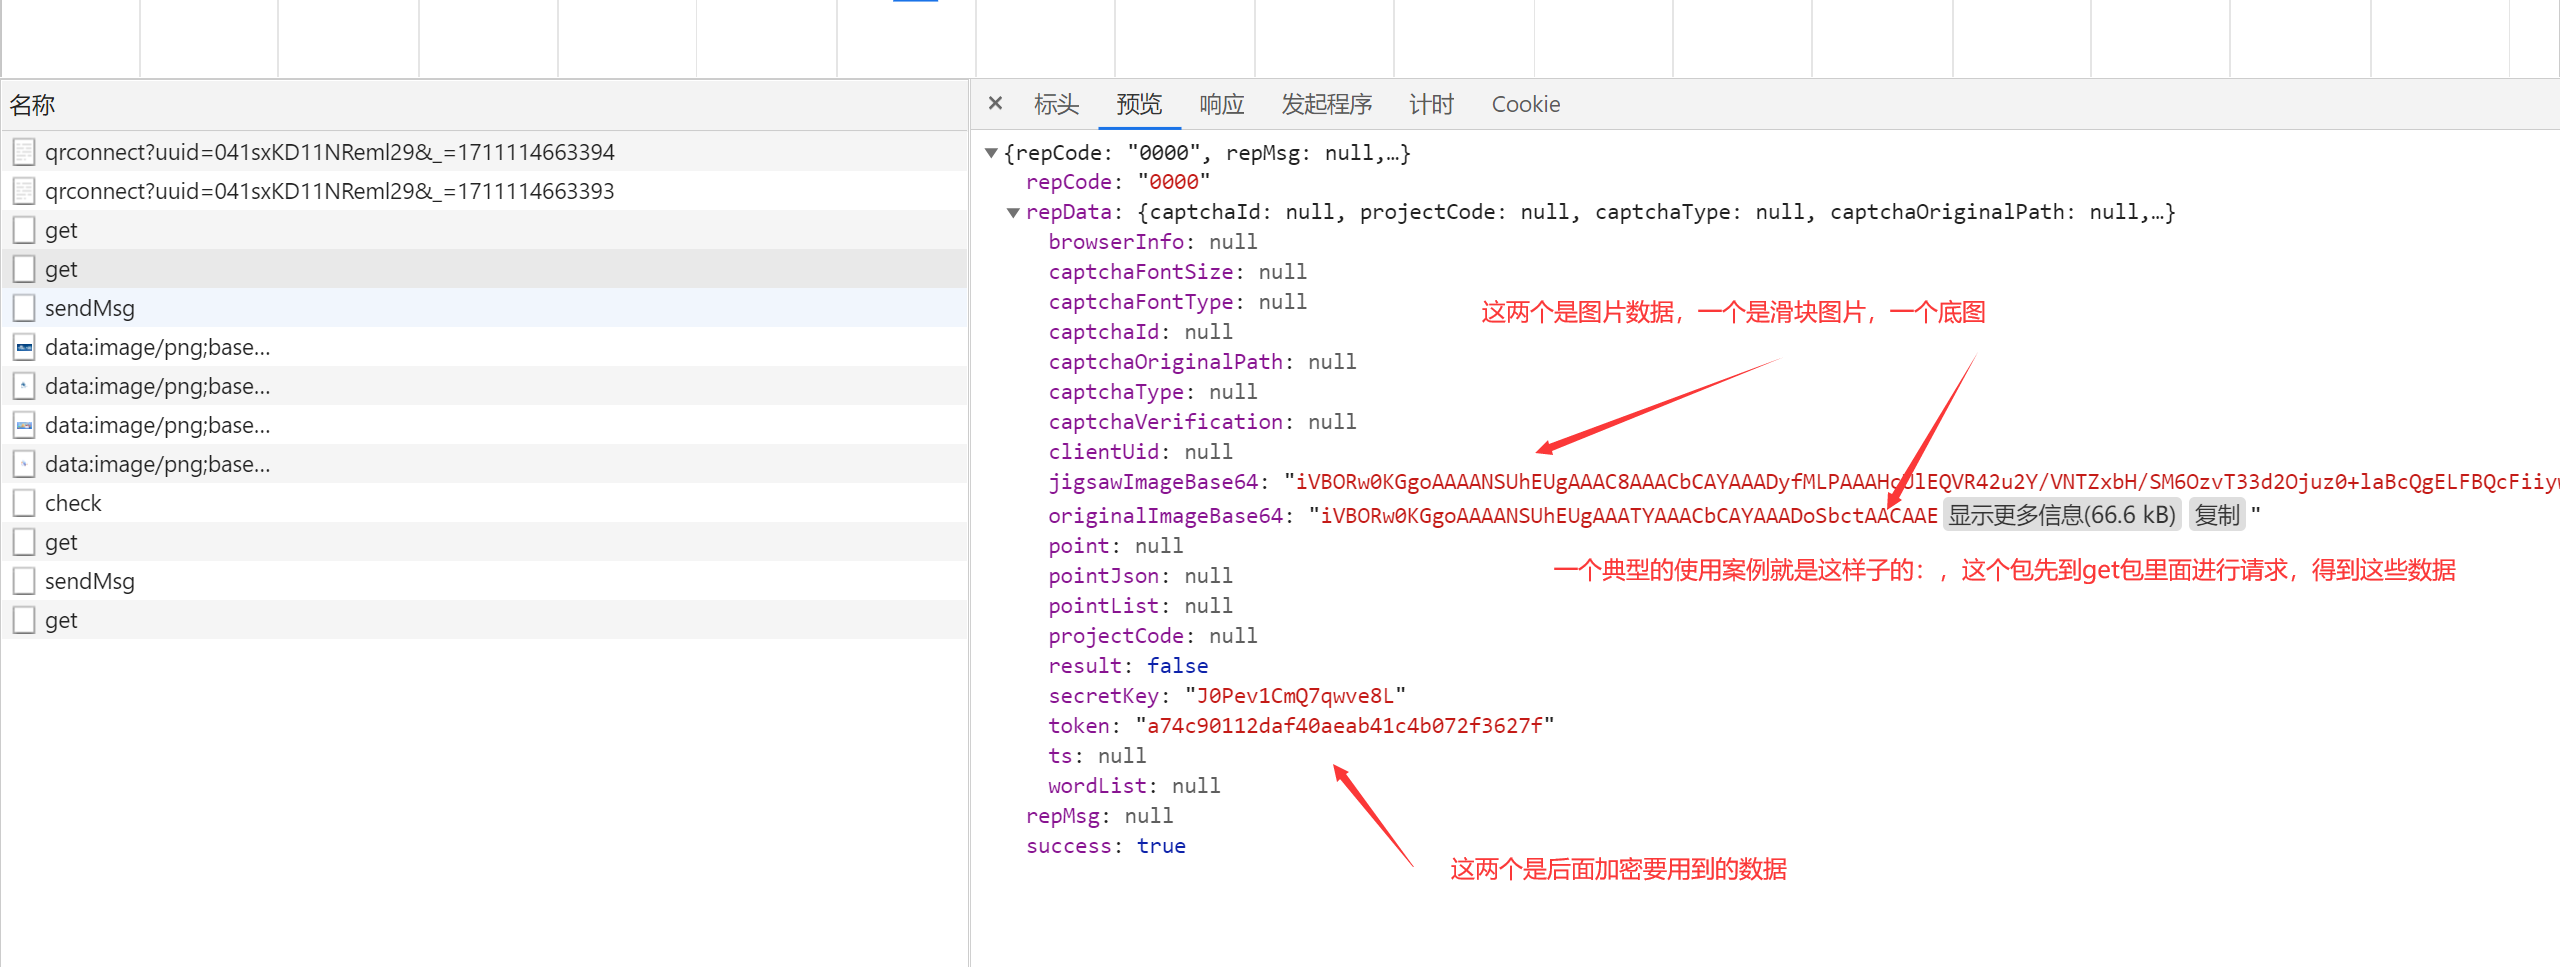 名称
qrconnect?uuid=041sxKD11NReml29&_=1711114663394
qrconnect?uuid=041sxKD11NReml29&_=1711114663393
get
get
sendMsg
data:image/png;base...
data:image/png;base...
data:image/png;base...
data:image/png;base...
check
get
sendMsg
get
× 标头 预览 响应 发起程序 计时 Cookie
▼{repCode: "0000", repMsg: null,…}
repCode: "0000"
▼repData: {captchaId: null, projectCode: null, captchaType: null, captchaOriginalPath: null,…}
browserInfo: null
captchaFontSize: null
captchaFontType: null
这两个是图片数据，一个是滑块图片，一个底图
captchaId: null
captchaOriginalPath: null
captchaType: null
captchaVerification: null
clientUid: null
jigsawImageBase64: "iVBORw0KGgoAAAANSUhEUgAAAC8AAACbCAYAAADyfMLPAAAHcUlEQVR42u2Y/VNTZxbH/SM6OzvT33d2Ojuz0+laBcQgELFBQcFiiy
originalImageBase64: "iVBORw0KGgoAAAANSUhEUgAAATYAAACbCAYAAADoSbctAACAAE 显示更多信息(66.6 kB) 复制 "
point: null
一个典型的使用案例就是这样子的：，这个包先到get包里面进行请求，得到这些数据
pointJson: null
pointList: null
projectCode: null
result: false
secretKey: "J0Pev1CmQ7qwve8L"
token: "a74c90112daf40aeab41c4b072f3627f"
ts: null
wordList: null
repMsg: null
success: true
这两个是后面加密要用到的数据